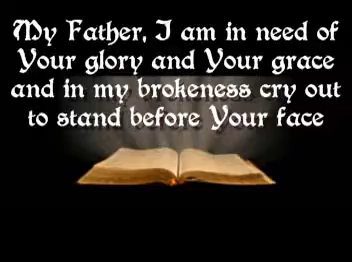 My Father, I am in need of
Your glory and Your grace
and in my brokeness cry out
to stand before Your face